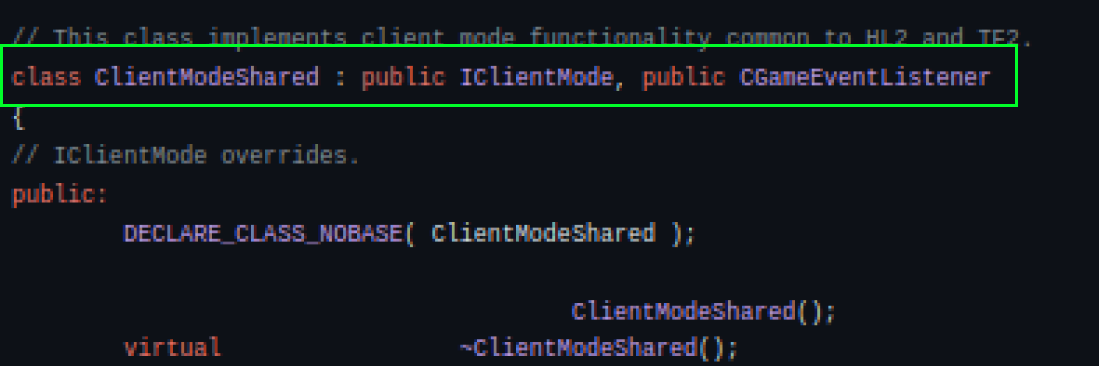 // This class implements client mode functionality common to HL2 and TF2.
class ClientModeShared : public IClientMode, public CGameEventListener
{
// IClientMode overrides.
public:
DECLARE_CLASS_NOBASE( ClientModeShared );
ClientModeShared();
virtual ~ClientModeShared();